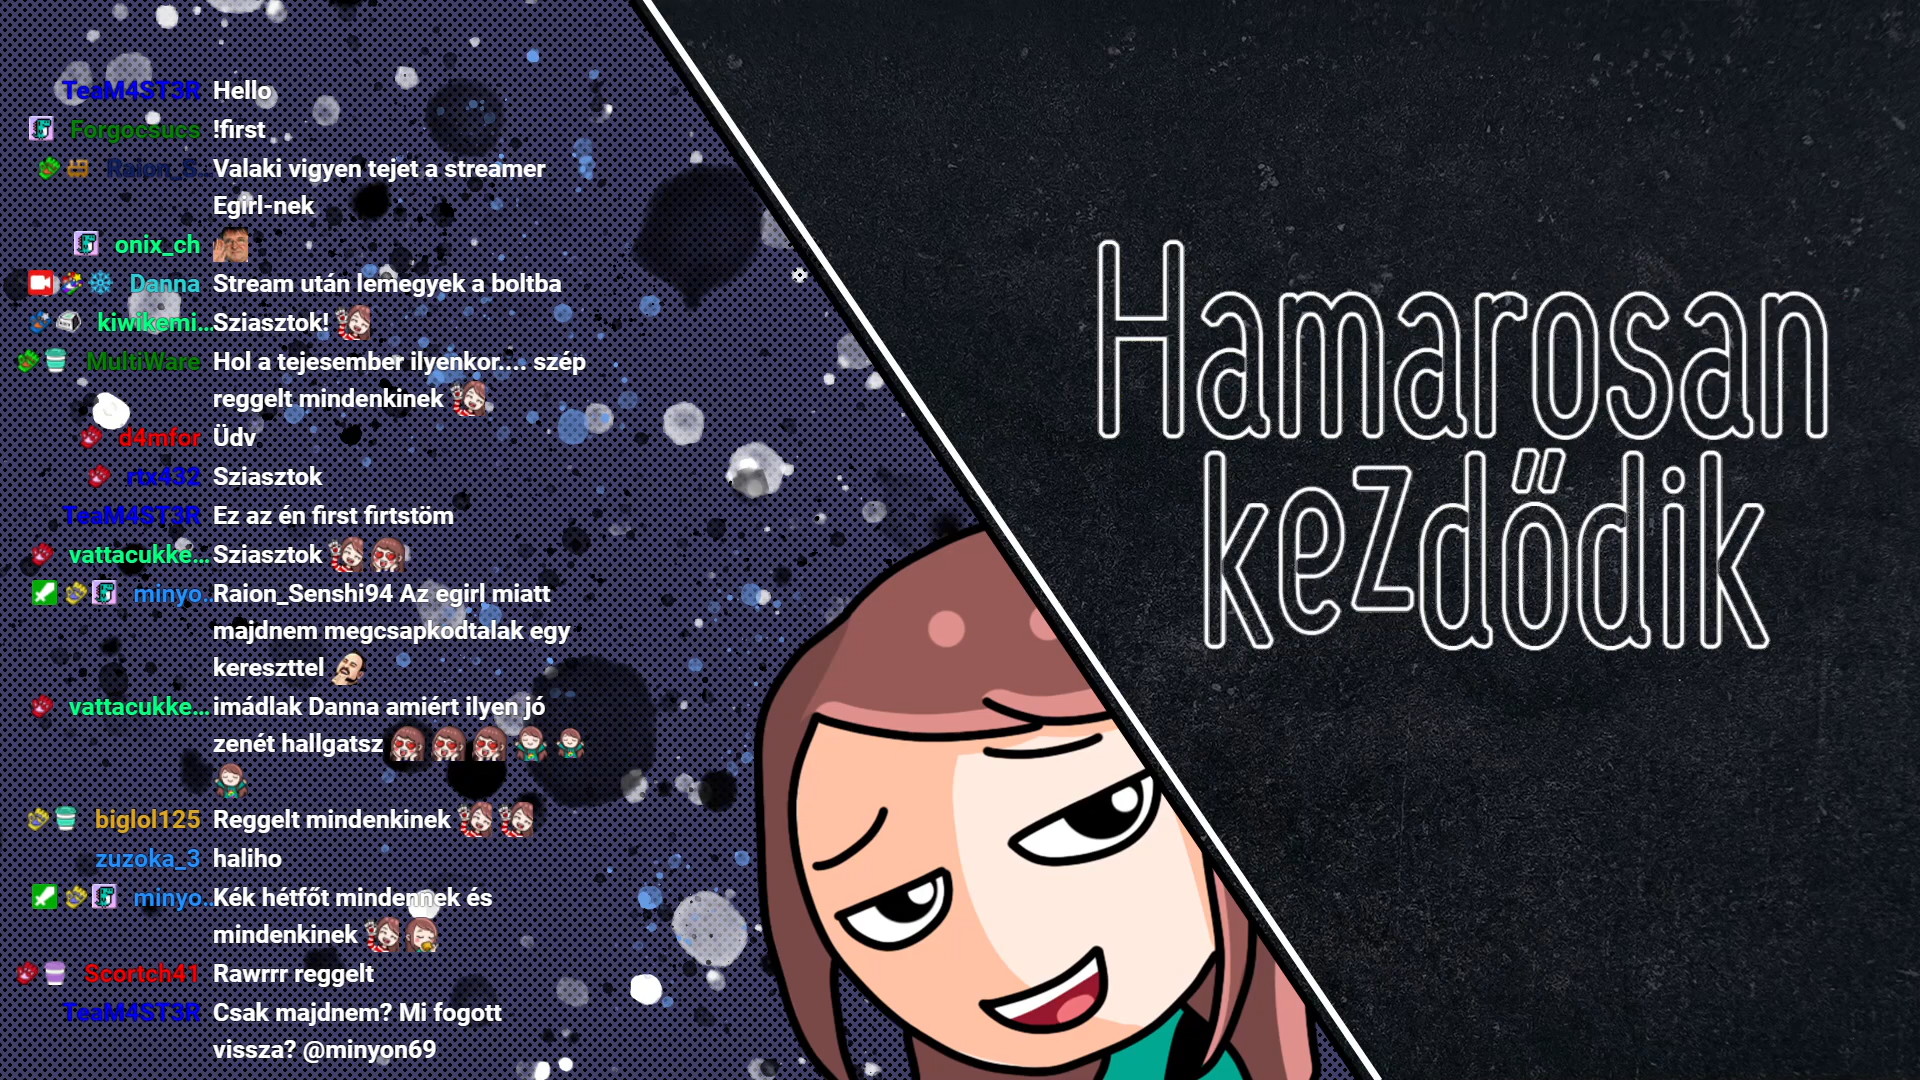 TeaM4ST3R Hello
Forgocsucs !first
Raion_S.. Valaki vigyen tejet a streamer
Egirl-nek
onix_ch
Danna Stream után lemegyek a boltba
kiwikemi... Sziasztok!
MultiWare Hol a tejesember ilyenkor.... szép
reggelt mindenkinek
d4mfor Üdv
rtx432 Sziasztok
TeaM4ST3R Ez az én first firtstöm
vattacukke... Sziasztok
minyo.. Raion_Senshi94 Az egirl miatt
majdnem megcsapkodtalak egy
kereszttel
vattacukke... imádlak Danna amiért ilyen jó
zenét hallgatsz
biglol125 Reggelt mindenkinek
zuzoka_3 haliho
minyo.. Kék hétfőt mindennek és
mindenkinek
Scortch41 Rawrrr reggelt
TeaM4ST3R Csak majdnem? Mi fogott
vissza? @minyon69
Hamarosan
kezdődik